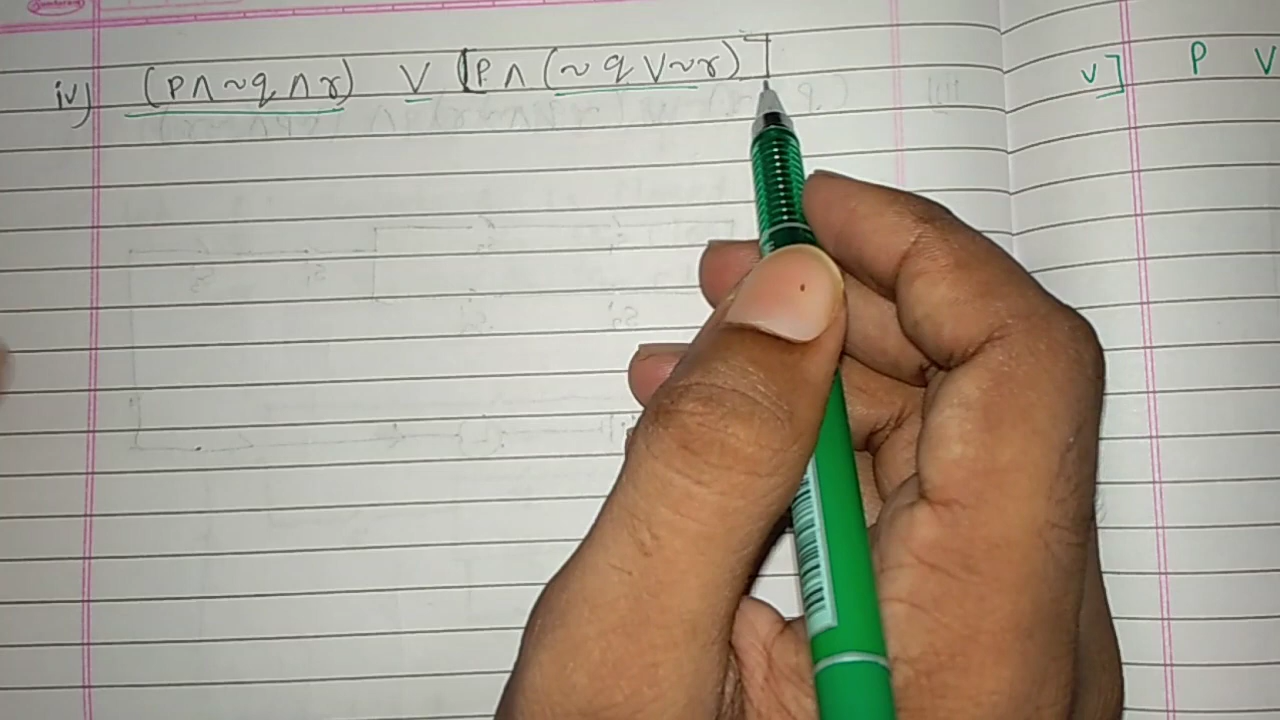 iv) (p∧~q∧r) ∨ [p∧(~q∨~r)]
v] p ∨